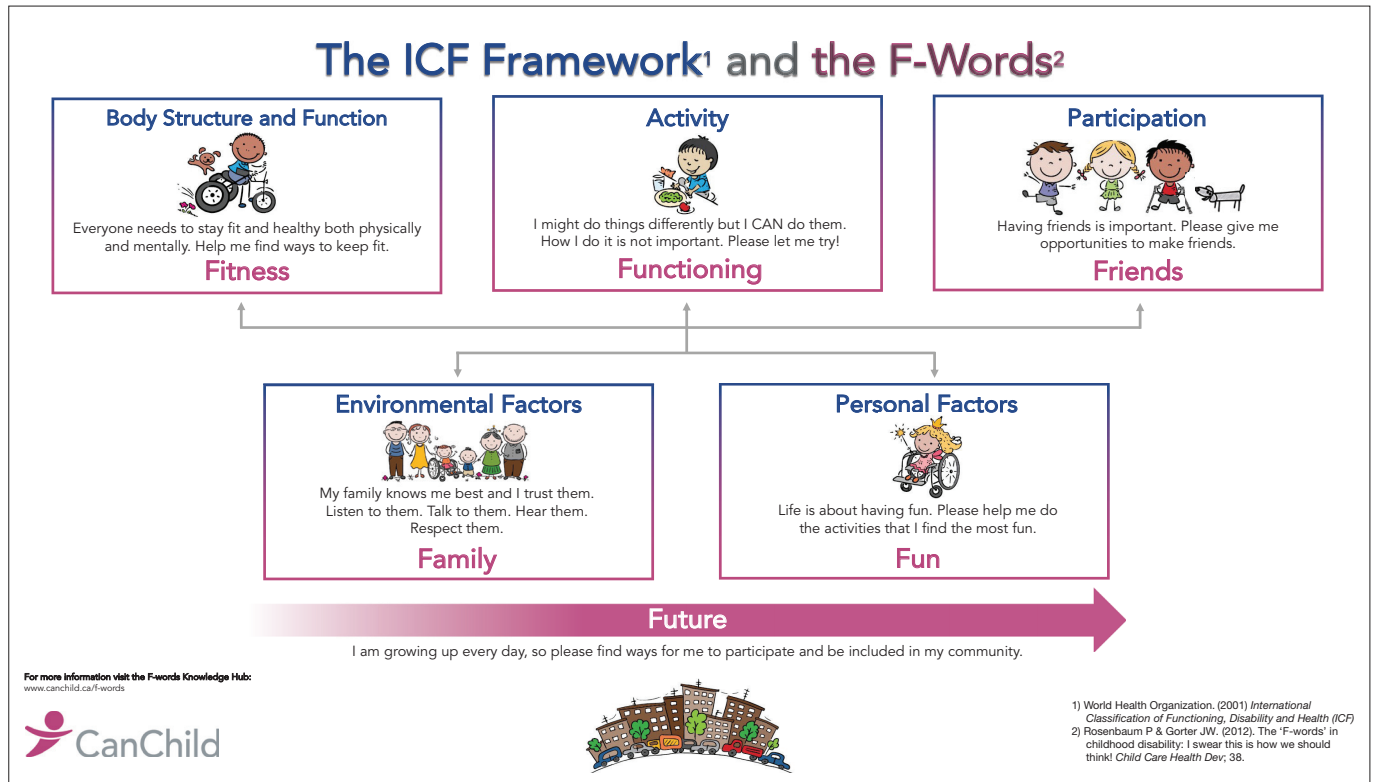 The ICF Framework¹ and the F-Words²
Body Structure and Function
Everyone needs to stay fit and healthy both physically
and mentally. Help me find ways to keep fit.
Fitness
Activity
I might do things differently but I CAN do them.
How I do it is not important. Please let me try!
Functioning
Participation
Having friends is important. Please give me
opportunities to make friends.
Friends
Environmental Factors
My family knows me best and I trust them.
Listen to them. Talk to them. Hear them.
Respect them.
Family
Personal Factors
Life is about having fun. Please help me do
the activities that I find the most fun.
Fun
Future
I am growing up every day, so please find ways for me to participate and be included in my community.
For more information visit the F-words Knowledge Hub:
www.canchild.ca/f-words
CanChild
1) World Health Organization. (2001) International
Classification of Functioning, Disability and Health (ICF)
2) Rosenbaum P & Gorter JW. (2012). The ‘F-words’ in
childhood disability: I swear this is how we should
think! Child Care Health Dev; 38.